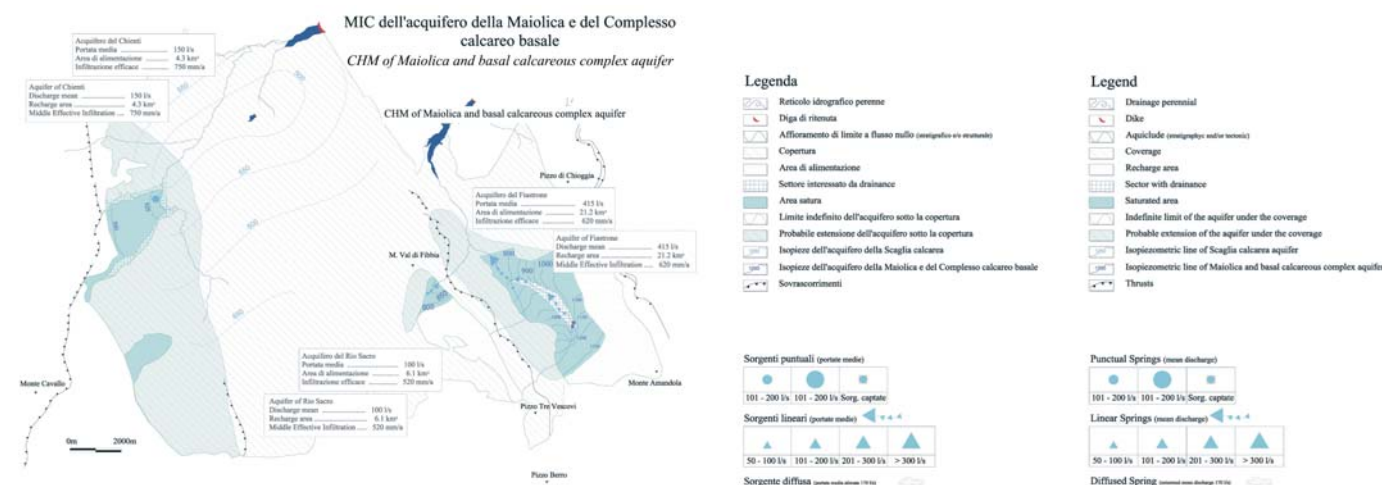 MIC dell'acquifero della Maiolica e del Complesso
calcareo basale
CHM of Maiolica and basal calcareous complex aquifer
Acquifero del Chienti
Portata media ........ 150 l/s
Area di alimentazione ........ 4.3 km²
Infiltrazione efficace ........ 750 mm/a
Aquifer of Chienti
Discharge mean ........ 150 l/s
Recharge area ........ 4.3 km²
Middle Effective Infiltration .... 750 mm/a
CHM of Maiolica and basal calcareous complex aquifer
Pizzo di Chioggia
Acquifero del Fiastrone
Portata media ........ 415 l/s
Area di alimentazione ........ 21.2 km²
Infiltrazione efficace ........ 620 mm/a
Aquifer of Fiastrone
Discharge mean ........ 415 l/s
Recharge area ........ 21.2 km²
Middle Effective Infiltration .... 620 mm/a
M. Val di Fibbia
900
1000
Acquifero del Rio Sacro
Portata media ........ 100 l/s
Area di alimentazione ........ 6.1 km²
Infiltrazione efficace ........ 520 mm/a
Aquifer of Rio Sacro
Discharge mean ........ 100 l/s
Recharge area ........ 6.1 km²
Middle Effective Infiltration .... 520 mm/a
Monte Cavallo
Monte Amandola
Pizzo Tre Vescovi
Pizzo Berro
0m 2000m
Legenda
Reticolo idrografico perenne
Diga di ritenuta
Affioramento di limite a flusso nullo (stratigrafico e/o strutturale)
Copertura
Area di alimentazione
Settore interessato da drainance
Area satura
Limite indefinito dell'acquifero sotto la copertura
Probabile estensione dell'acquifero sotto la copertura
Isopieze dell'acquifero della Scaglia calcarea
Isopieze dell'acquifero della Maiolica e del Complesso calcareo basale
Sovrascorrimenti
Sorgenti puntuali (portate medie)
101 - 200 l/s 101 - 200 l/s Sorg. captate
Sorgenti lineari (portate medie)
50 - 100 l/s 101 - 200 l/s 201 - 300 l/s > 300 l/s
Sorgente diffusa
Legend
Drainage perennial
Dike
Aquiclude (stratigraphyc and/or tectonic)
Coverage
Recharge area
Sector with drainance
Saturated area
Indefinite limit of the aquifer under the coverage
Probable extension of the aquifer under the coverage
Isopiezometric line of Scaglia calcarea aquifer
Isopiezometric line of Maiolica and basal calcareous complex aquifer
Thrusts
Punctual Springs (mean discharge)
101 - 200 l/s 101 - 200 l/s Sorg. captate
Linear Springs (mean discharge)
50 - 100 l/s 101 - 200 l/s 201 - 300 l/s > 300 l/s
Diffused Spring